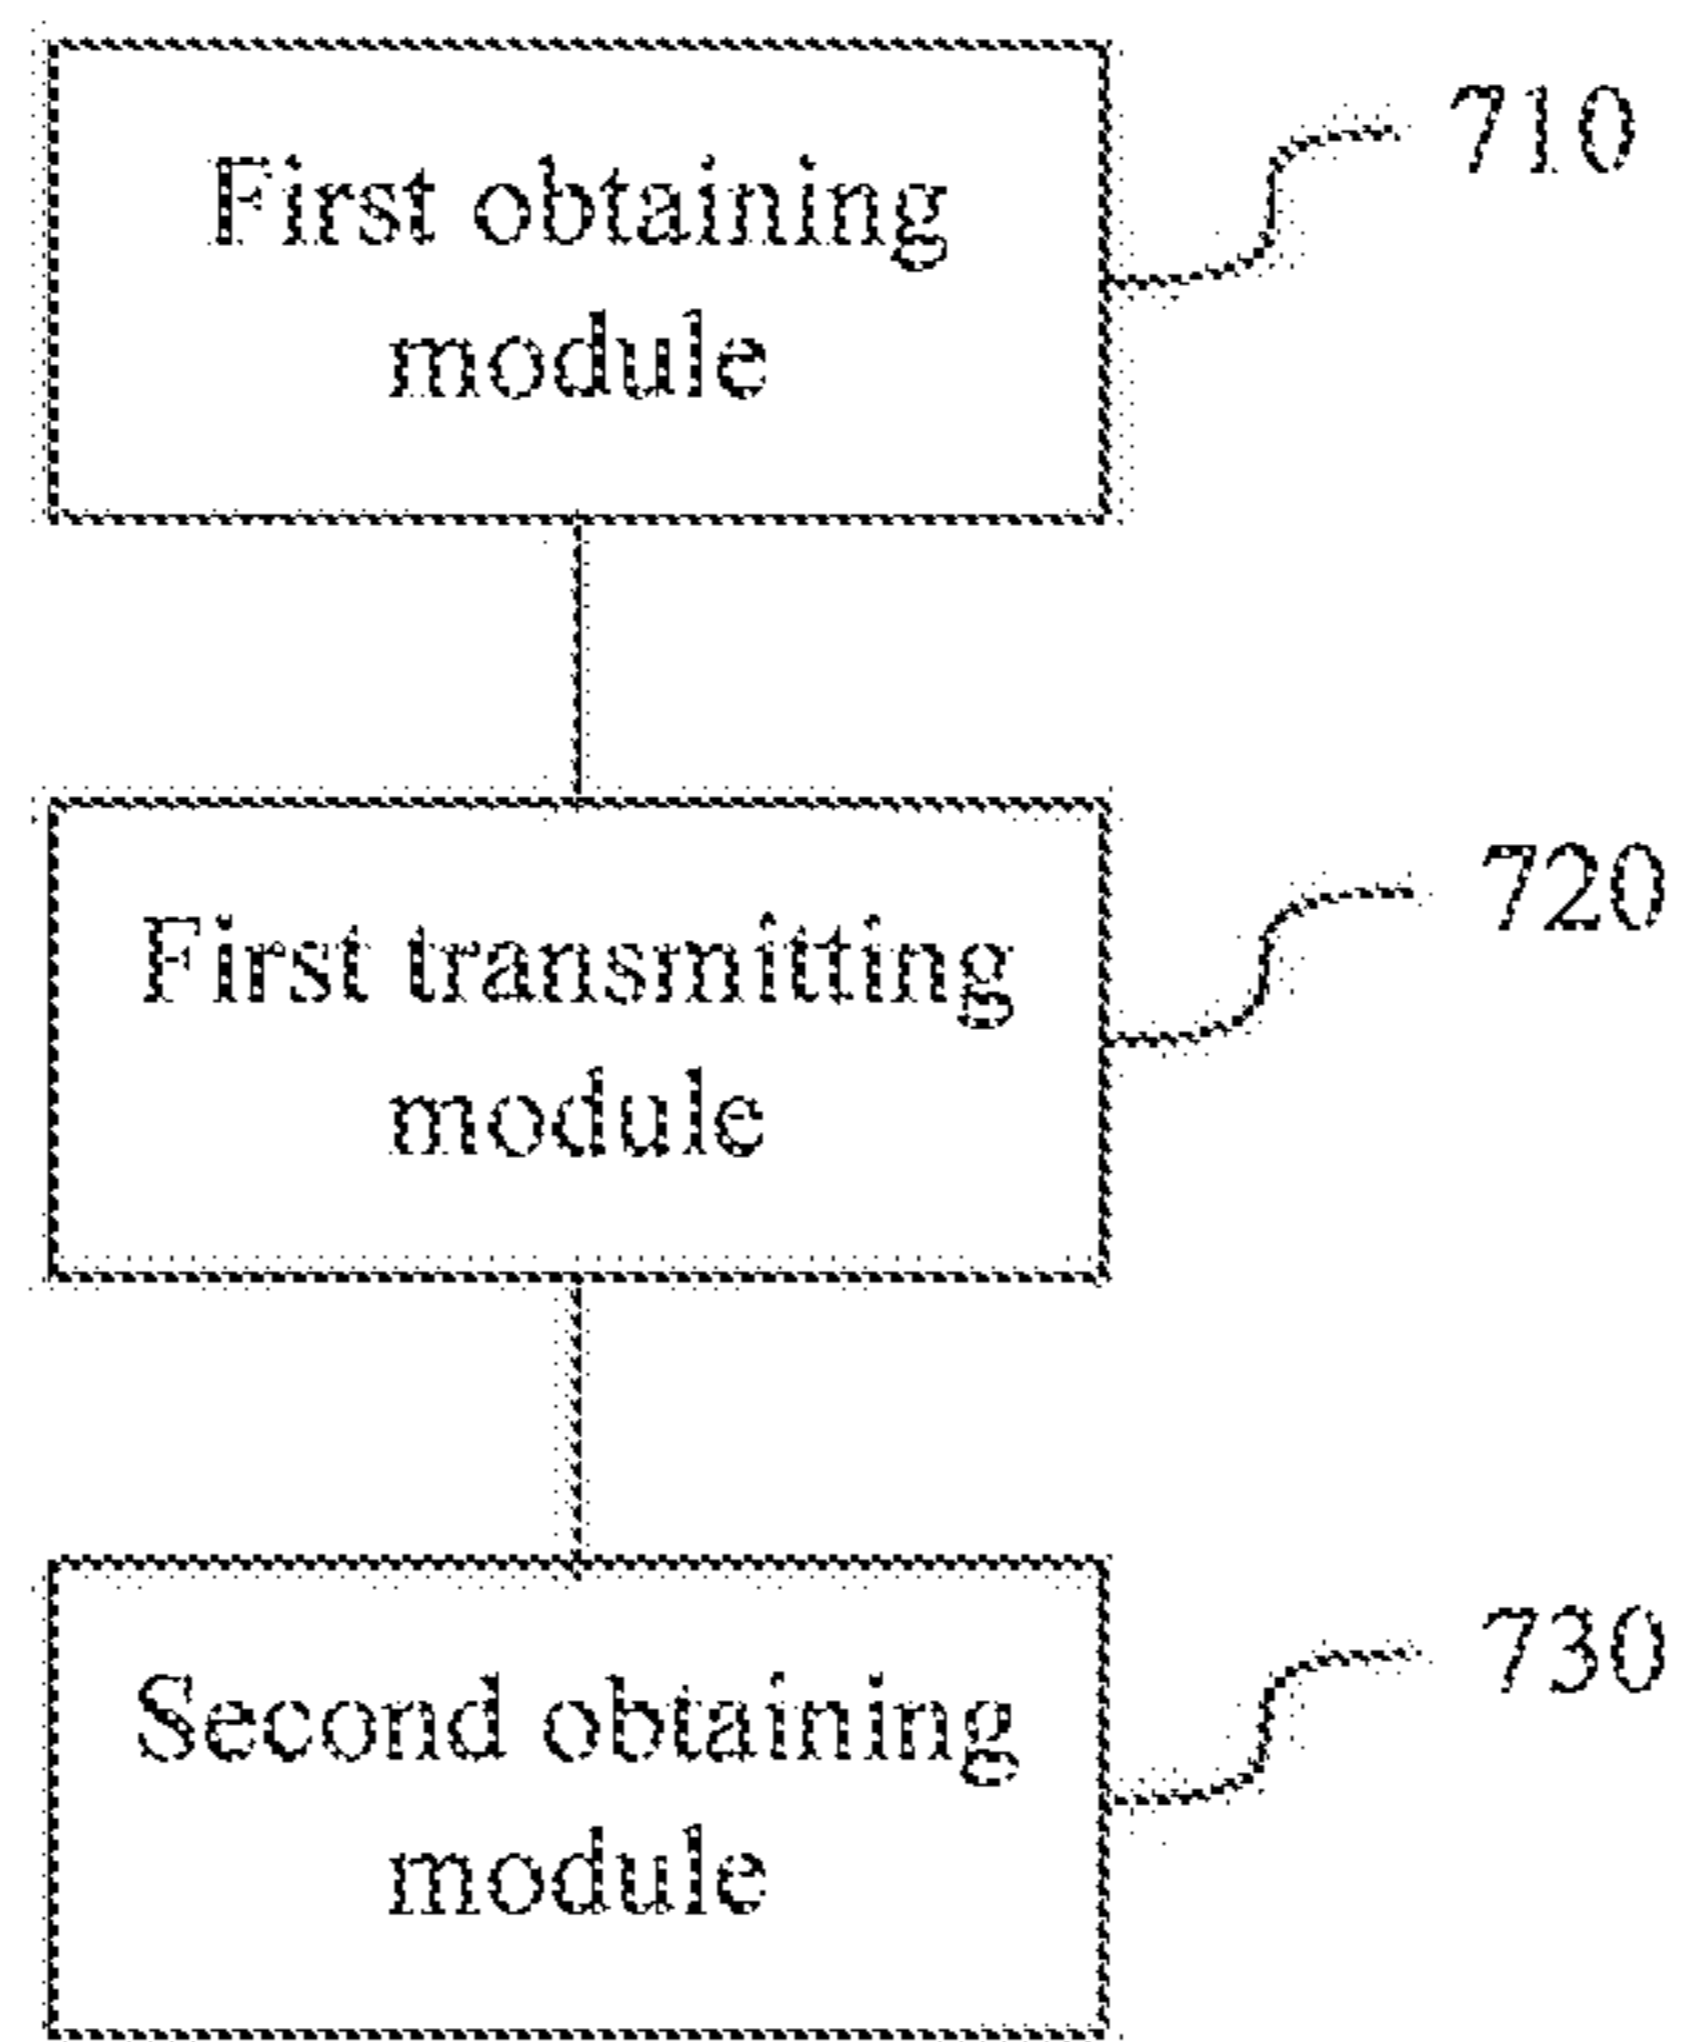 First obtaining
module
710
First transmitting
module
720
Second obtaining
module
730